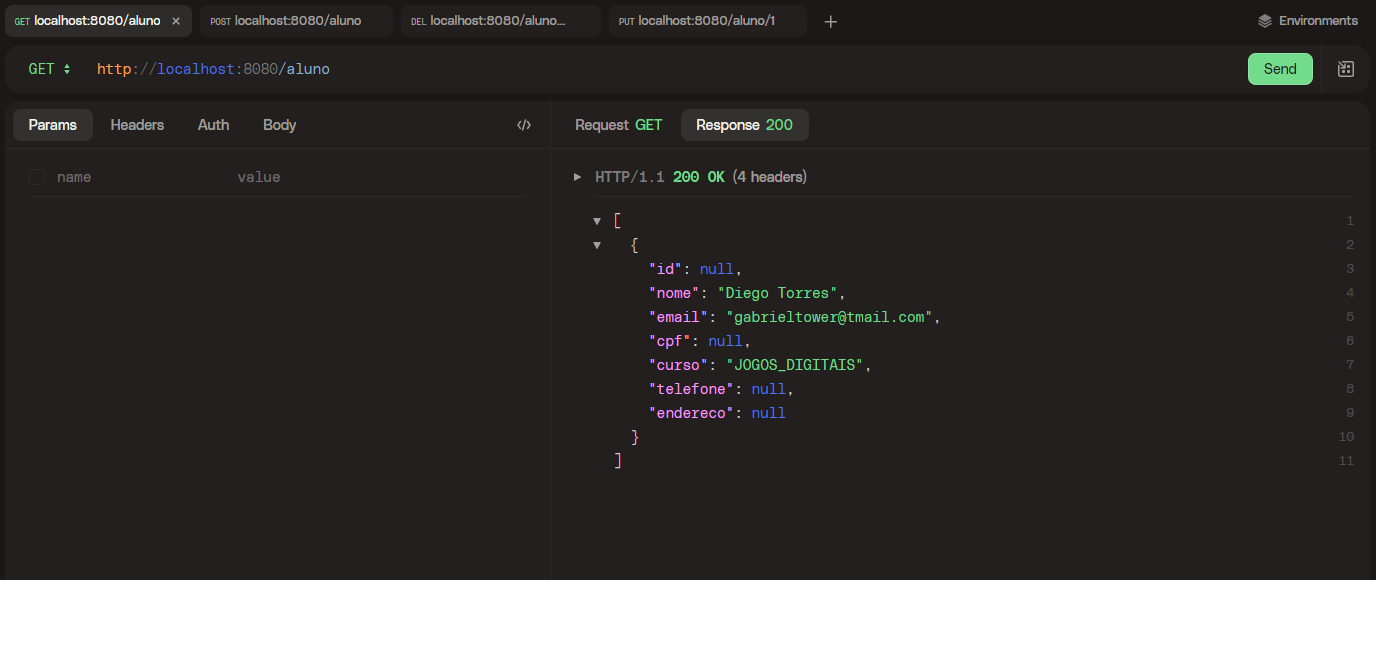 GET localhost:8080/aluno × POST localhost:8080/aluno DEL localhost:8080/aluno... PUT localhost:8080/aluno/1 + Environments
GET http://localhost:8080/aluno Send
Params Headers Auth Body </> Request GET Response 200
name value
HTTP/1.1 200 OK (4 headers)
[ 1
{ 2
"id": null, 3
"nome": "Diego Torres", 4
"email": "gabrieltower@tmail.com", 5
"cpf": null, 6
"curso": "JOGOS_DIGITAIS", 7
"telefone": null, 8
"endereco": null 9
} 10
] 11